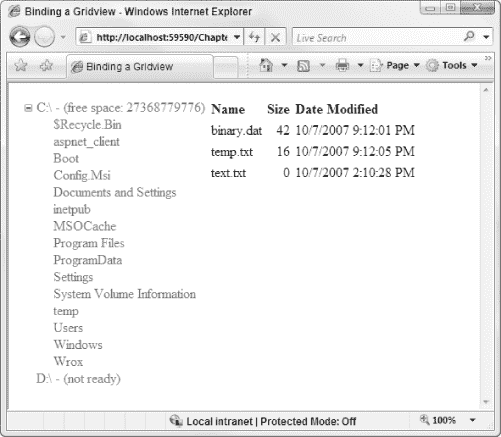 Binding a Gridview - Windows Internet Explorer
http://localhost:59590/Chapte
Live Search
Binding a Gridview
Page
Tools
C:\ - (free space: 27368779776)
$Recycle.Bin
aspnet_client
Boot
Config.Msi
Documents and Settings
inetpub
MSOCache
Program Files
ProgramData
Settings
System Volume Information
temp
Users
Windows
Wrox
D:\ - (not ready)
Name Size Date Modified
binary.dat 42 10/7/2007 9:12:01 PM
temp.txt 16 10/7/2007 9:12:05 PM
text.txt 0 10/7/2007 2:10:28 PM
Local intranet | Protected Mode: Off
100%